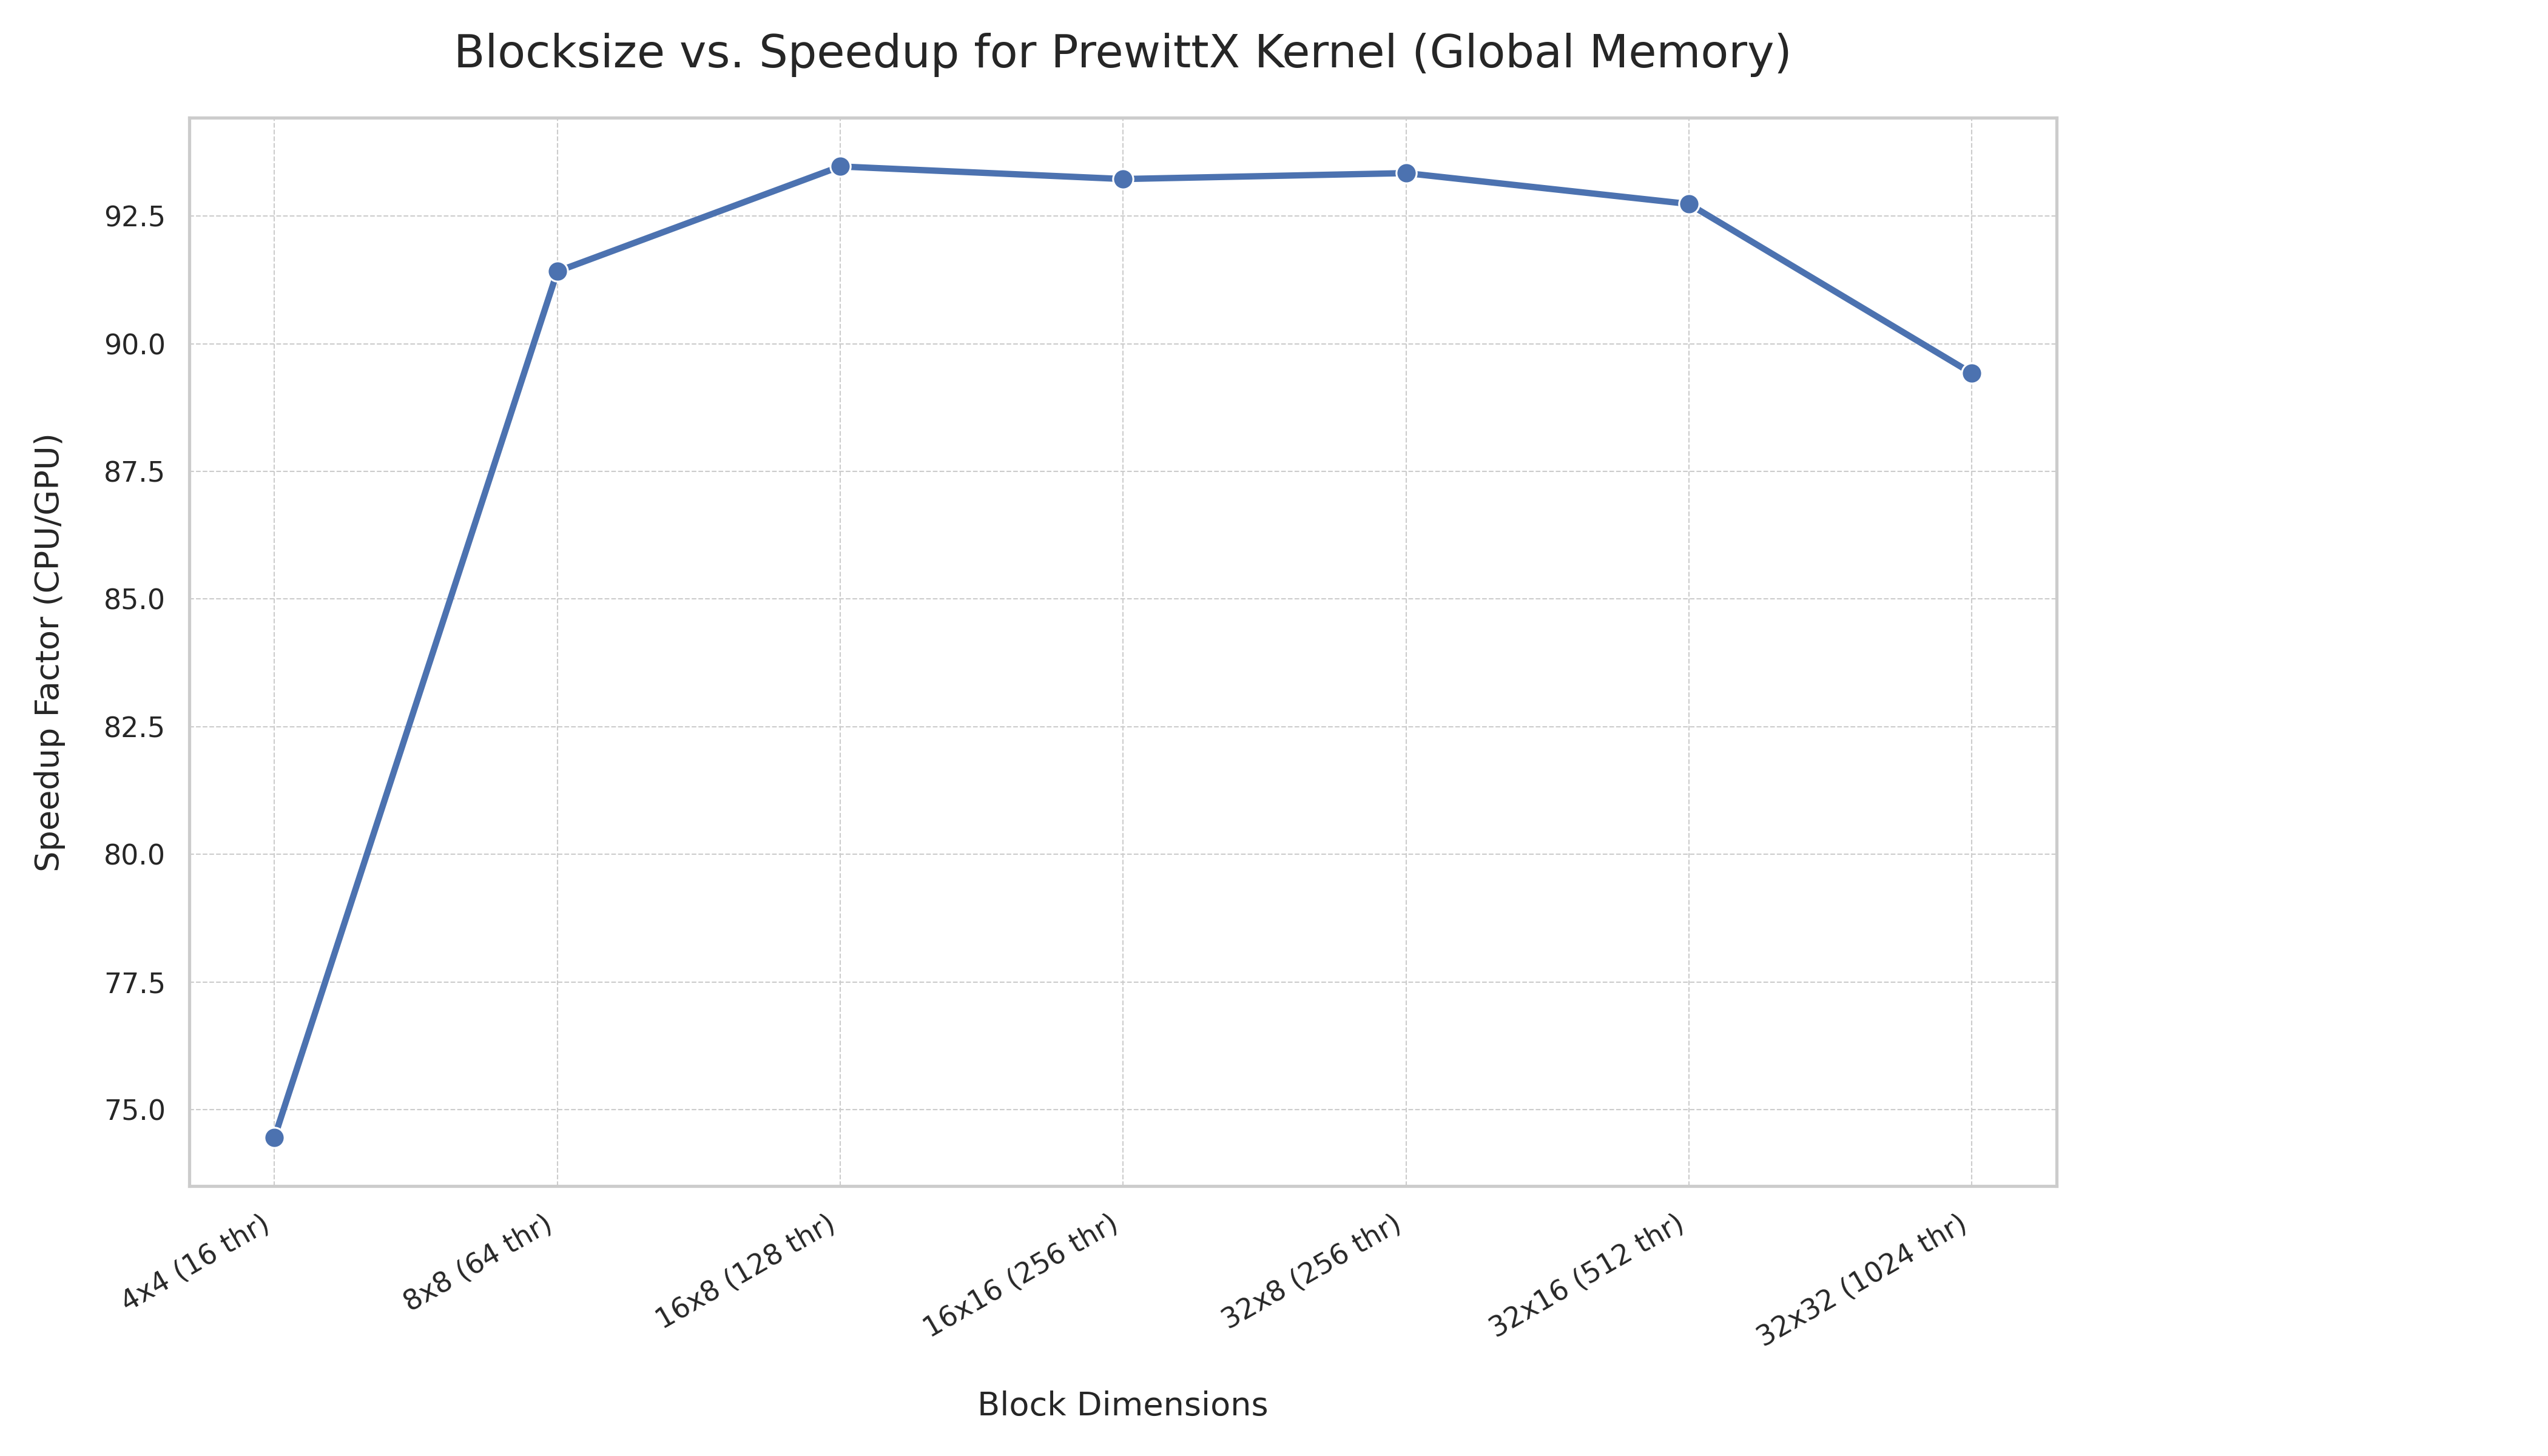 Blocksize vs. Speedup for PrewittX Kernel (Global Memory)
Speedup Factor (CPU/GPU)
92.5
90.0
87.5
85.0
82.5
80.0
77.5
75.0
4x4 (16 thr)
8x8 (64 thr)
16x8 (128 thr)
16x16 (256 thr)
32x8 (256 thr)
32x16 (512 thr)
32x32 (1024 thr)
Block Dimensions